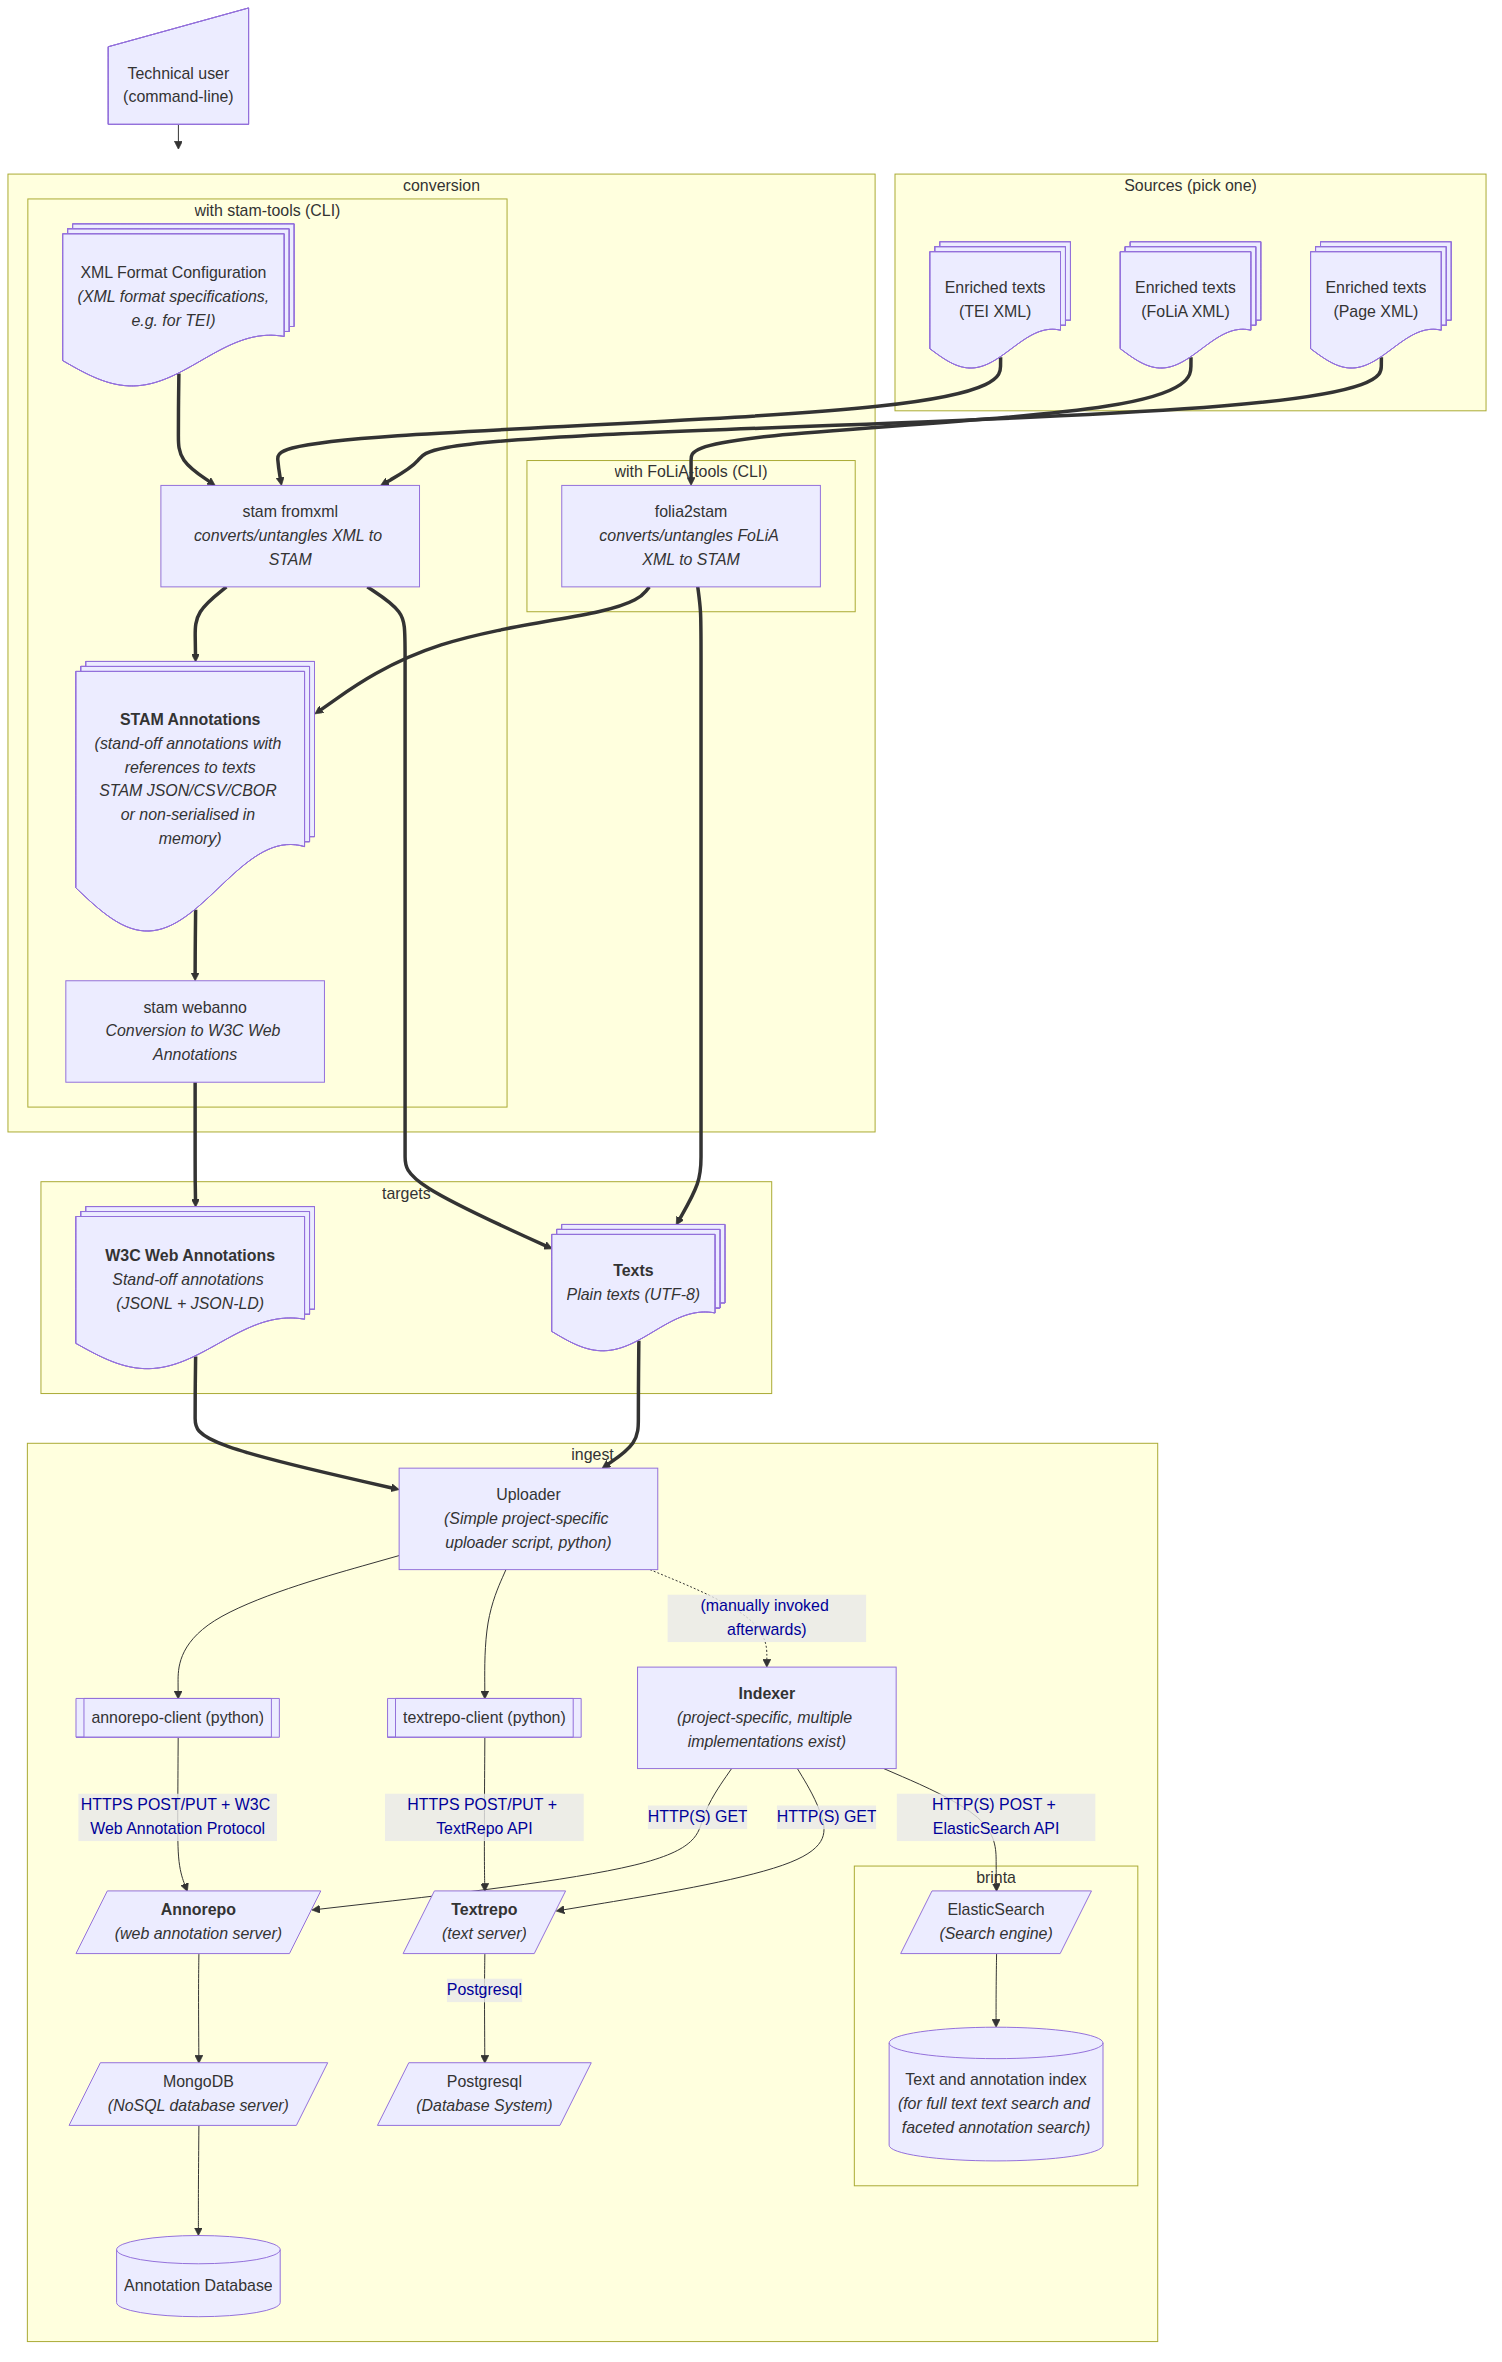 Technical user
(command-line)
conversion
Sources (pick one)
with stam-tools (CLI)
XML Format Configuration
(XML format specifications,
e.g. for TEI)
Enriched texts
(TEI XML)
Enriched texts
(FoLiA XML)
Enriched texts
(Page XML)
with FoLiA-tools (CLI)
stam fromxml
converts/untangles XML to
STAM
folia2stam
converts/untangles FoLiA
XML to STAM
STAM Annotations
(stand-off annotations with
references to texts
STAM JSON/CSV/CBOR
or non-serialised in
memory)
stam webanno
Conversion to W3C Web
Annotations
targets
W3C Web Annotations
Stand-off annotations
(JSONL + JSON-LD)
Texts
Plain texts (UTF-8)
ingest
Uploader
(Simple project-specific
uploader script, python)
(manually invoked
afterwards)
annorepo-client (python)
textrepo-client (python)
Indexer
(project-specific, multiple
implementations exist)
HTTPS POST/PUT + W3C
Web Annotation Protocol
HTTPS POST/PUT +
TextRepo API
HTTP(S) GET
HTTP(S) GET
HTTP(S) POST +
ElasticSearch API
brinta
Annorepo
(web annotation server)
Textrepo
(text server)
ElasticSearch
(Search engine)
Postgresql
MongoDB
(NoSQL database server)
Postgresql
(Database System)
Text and annotation index
(for full text text search and
faceted annotation search)
Annotation Database